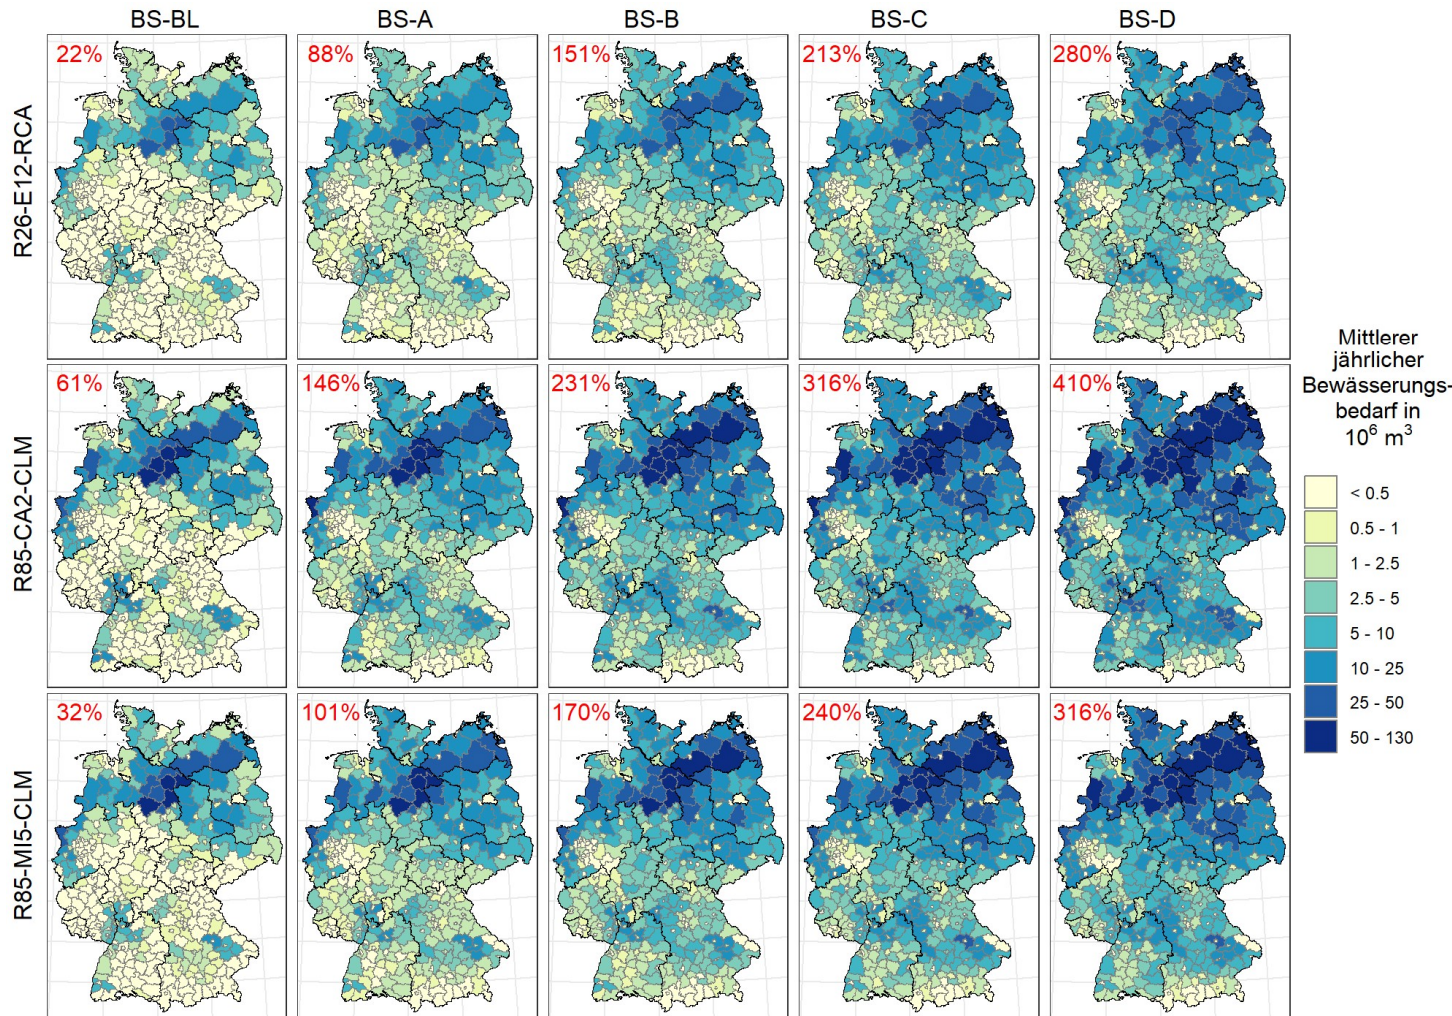 BS-BL
BS-A
BS-B
BS-C
BS-D
R26-E12-RCA
22%
88%
151%
213%
280%
R85-CA2-CLM
61%
146%
231%
316%
410%
R85-MI5-CLM
32%
101%
170%
240%
316%
Mittlerer
jährlicher
Bewässerungs-
bedarf in
10⁶ m³
< 0.5
0.5 - 1
1 - 2.5
2.5 - 5
5 - 10
10 - 25
25 - 50
50 - 130